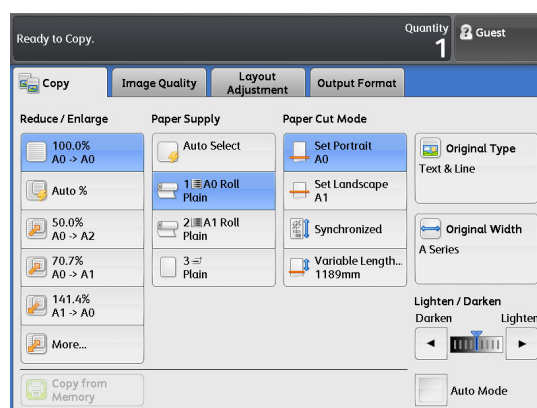 Ready to Copy.
Quantity
1
Guest
Copy
Image Quality
Layout
Adjustment
Output Format
Reduce / Enlarge
100.0%
A0 -> A0
Auto %
50.0%
A0 -> A2
70.7%
A0 -> A1
141.4%
A1 -> A0
More...
Copy from
Memory
Paper Supply
Auto Select
1 A0 Roll
Plain
2 A1 Roll
Plain
3
Plain
Paper Cut Mode
Set Portrait
A0
Set Landscape
A1
Synchronized
Variable Length...
1189mm
Original Type
Text & Line
Original Width
A Series
Lighten / Darken
Darken Lighten
Auto Mode